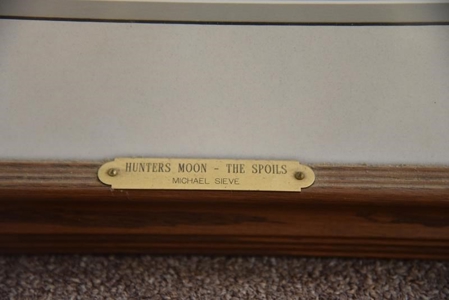 HUNTERS MOON - THE SPOILS
MICHAEL SIEVE